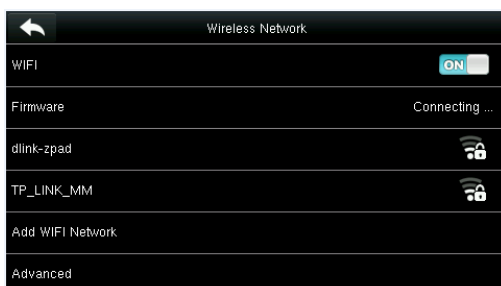 Wireless Network
WIFI ON
Firmware Connecting ...
dlink-zpad
TP_LINK_MM
Add WIFI Network
Advanced